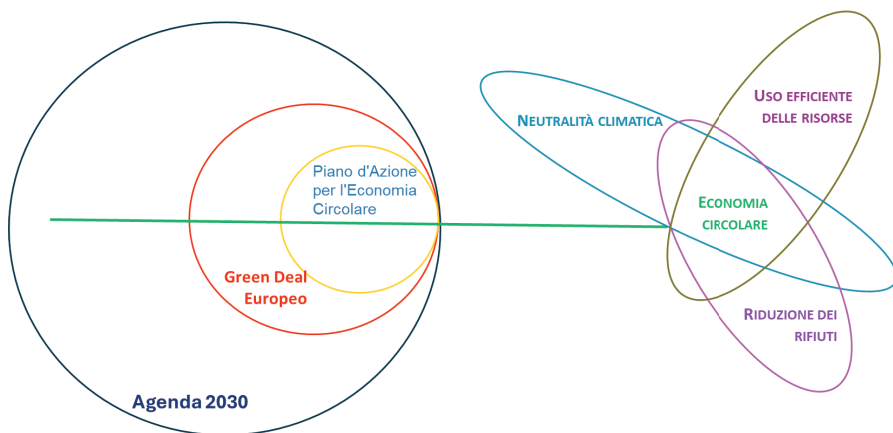 Piano d'Azione
per l'Economia
Circolare
Green Deal
Europeo
Agenda 2030
NEUTRALITÀ CLIMATICA
USO EFFICIENTE
DELLE RISORSE
ECONOMIA
CIRCOLARE
RIDUZIONE DEI
RIFIUTI